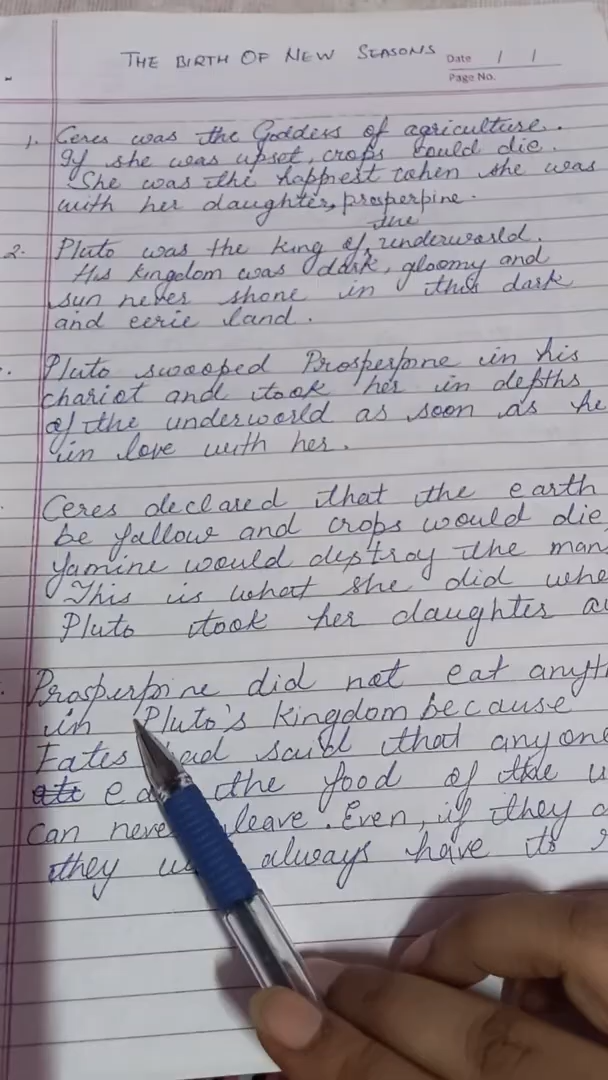 THE BIRTH OF NEW SEASONS
Date / /
Page No.
1. Ceres was the Goddess of agriculture.
If she was upset, crops could die.
She was the happiest when she was
with her daughter, prosperpine.
the
2. Pluto was the king of underworld.
His kingdom was dark, gloomy and
sun never shone in this dark
and eerie land.
Pluto swooped Prosperpine in his
chariot and took her in depths
of the underworld as soon as he
in love with her.
Ceres declared that the earth
be fallow and crops would die
famine would destroy the man
This is what she did whe
Pluto took her daughter a
Prosperpine did not eat anyt
in Pluto's kingdom because
Fates had said that anyone
ea the food of the u
can never leave. Even, if they
they always have to